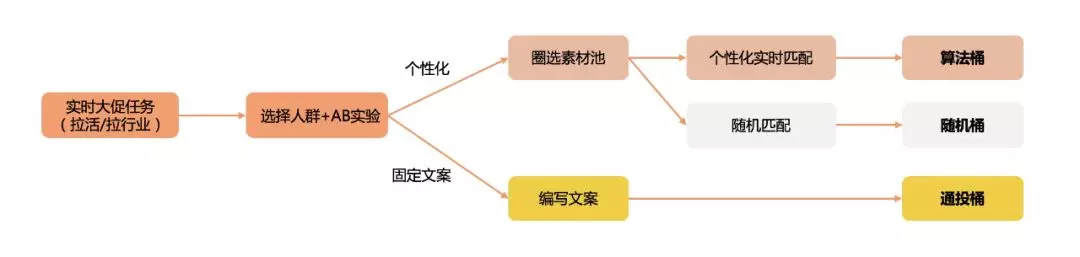 个性化
圈选素材池
个性化实时匹配
算法桶
实时大促任务
（拉活/拉行业）
选择人群+AB实验
随机匹配
随机桶
固定文案
编写文案
通投桶